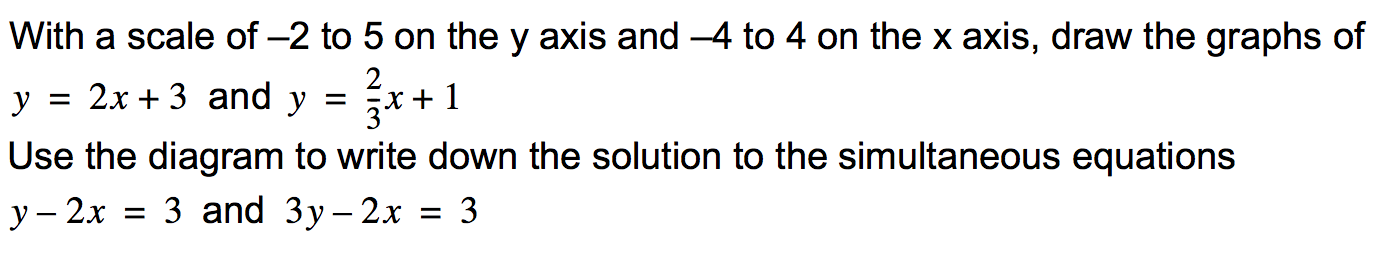 With a scale of –2 to 5 on the y axis and –4 to 4 on the x axis, draw the graphs of
y = 2x + 3 and y = 2/3 x + 1
Use the diagram to write down the solution to the simultaneous equations
y – 2x = 3 and 3y – 2x = 3